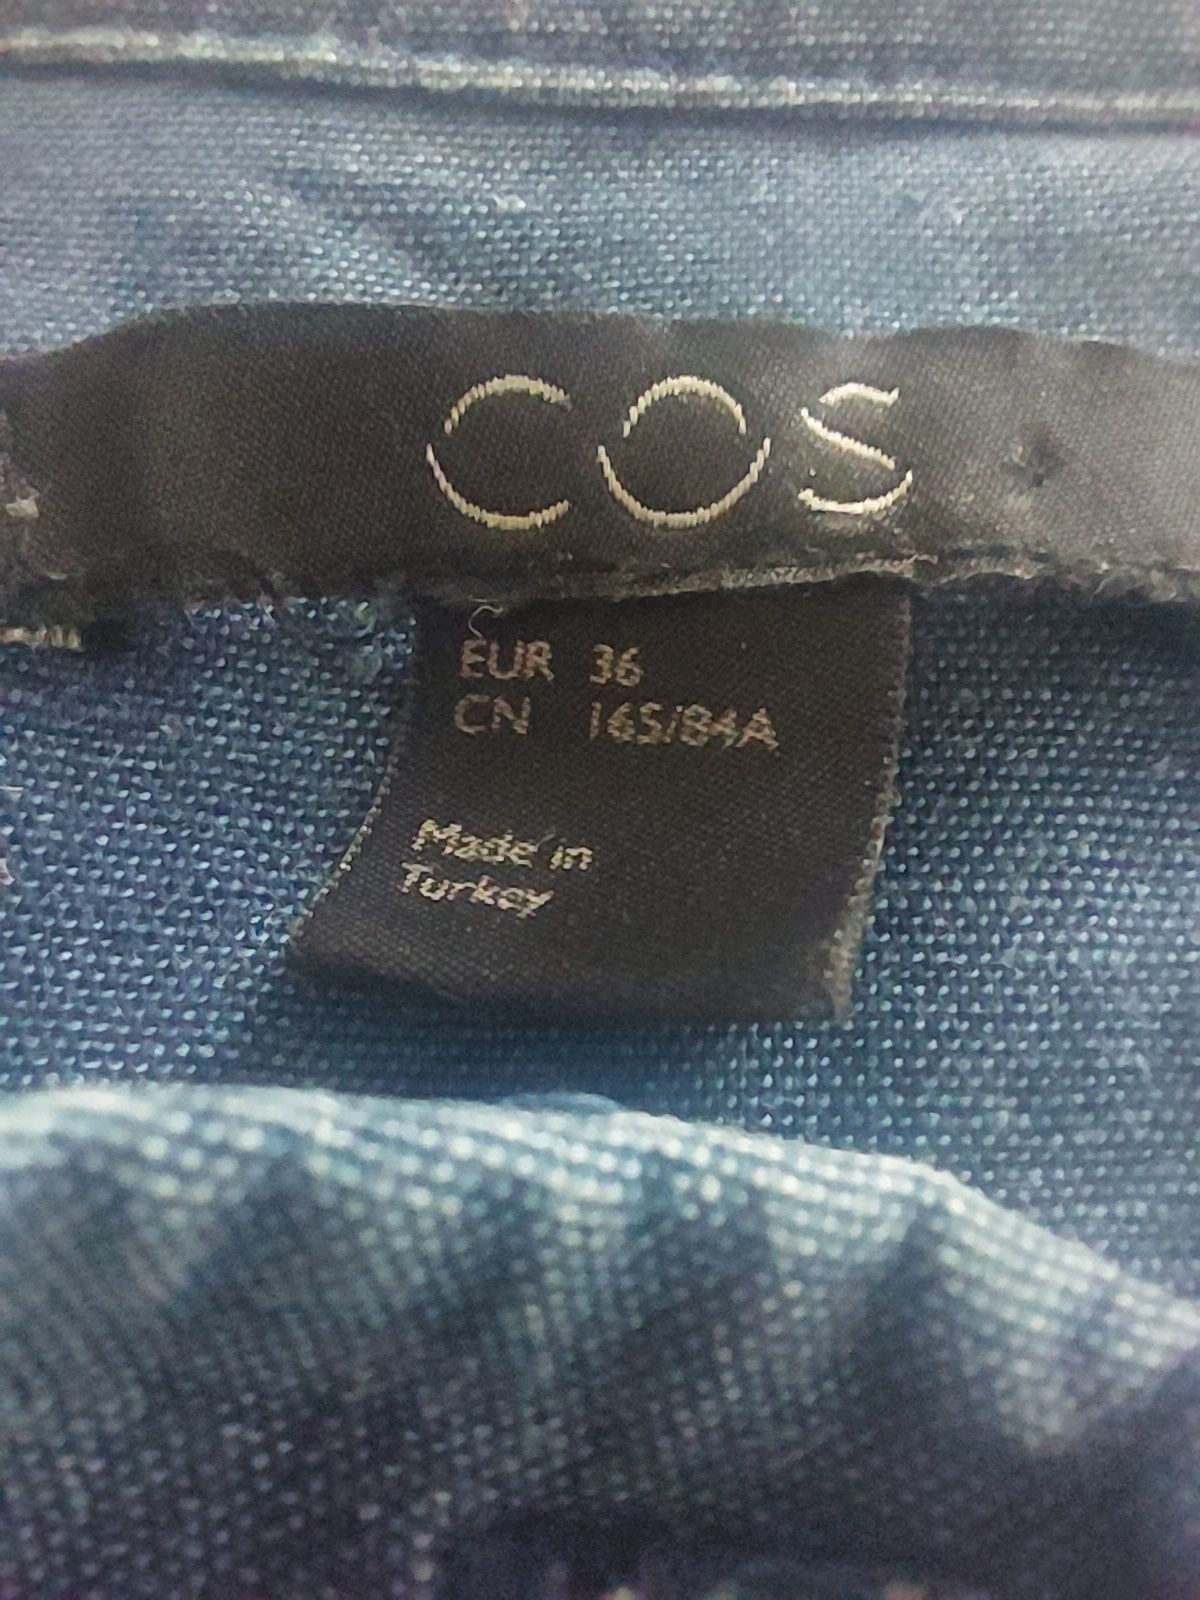 COS
EUR 36
CN 165/84A
Made in
Turkey